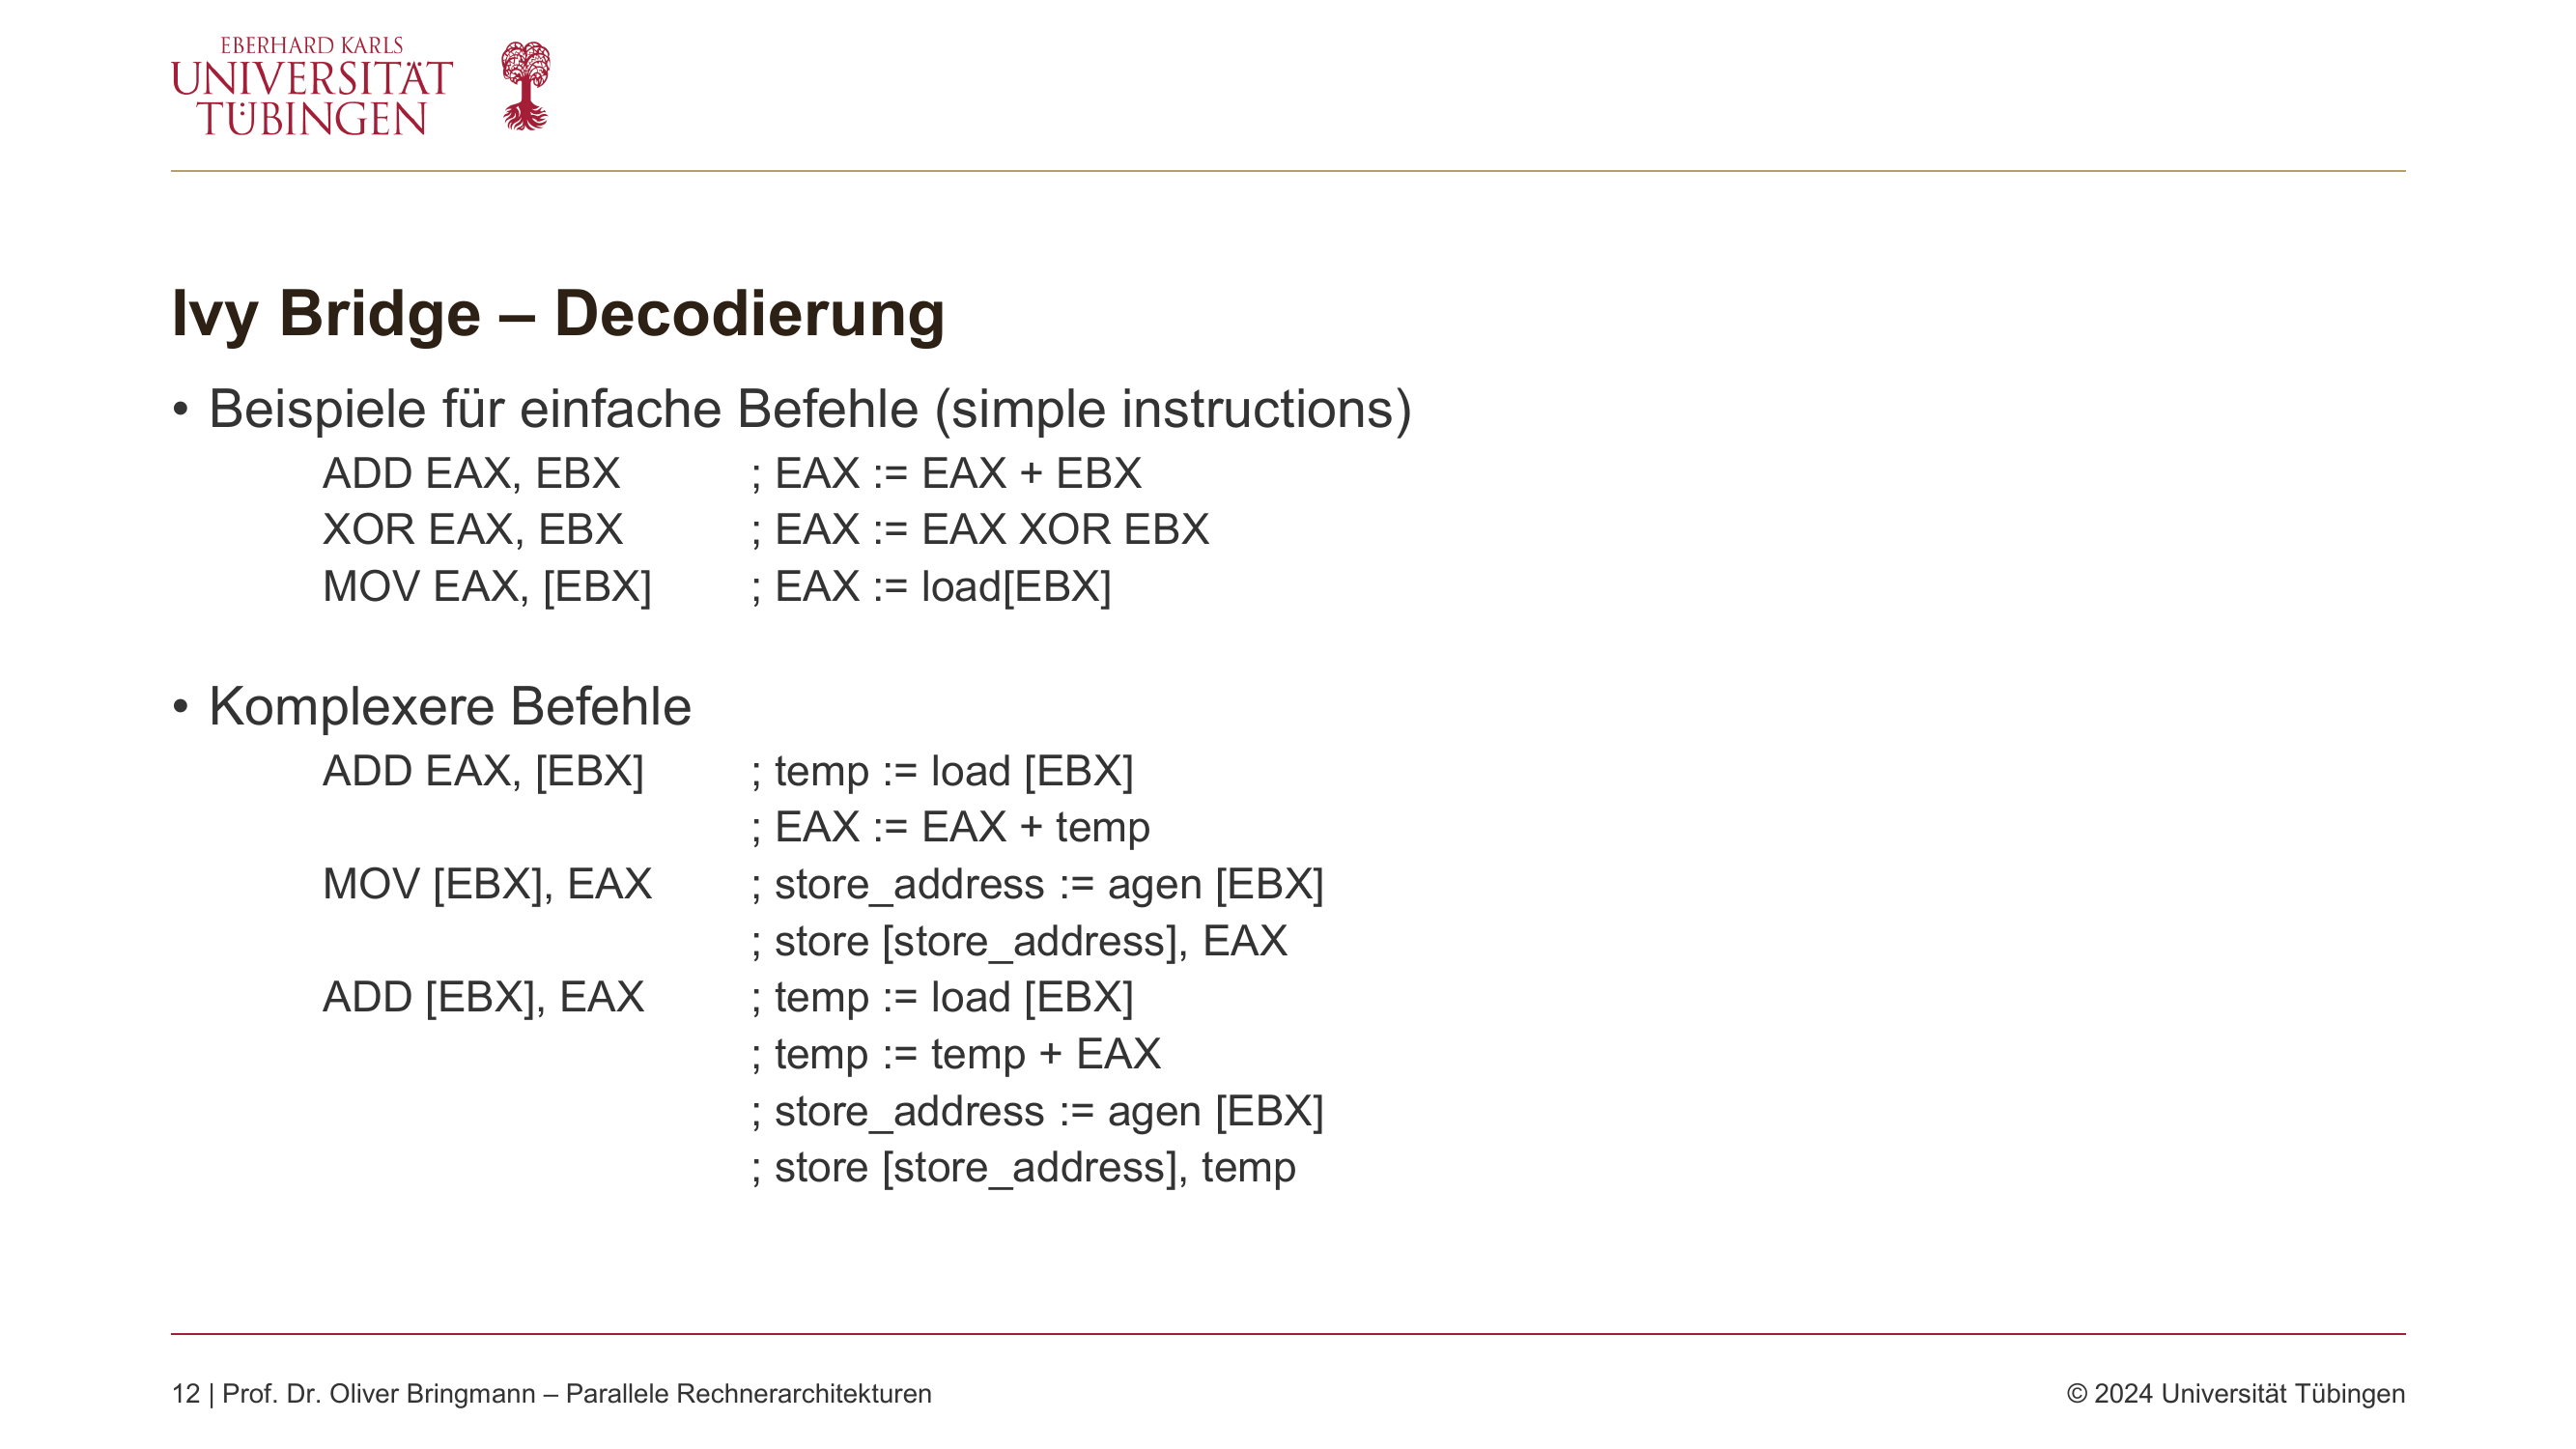 EBERHARD KARLS
UNIVERSITÄT
TÜBINGEN
Ivy Bridge – Decodierung
• Beispiele für einfache Befehle (simple instructions)
ADD EAX, EBX ; EAX := EAX + EBX
XOR EAX, EBX ; EAX := EAX XOR EBX
MOV EAX, [EBX] ; EAX := load[EBX]
• Komplexere Befehle
ADD EAX, [EBX] ; temp := load [EBX]
; EAX := EAX + temp
MOV [EBX], EAX ; store_address := agen [EBX]
; store [store_address], EAX
ADD [EBX], EAX ; temp := load [EBX]
; temp := temp + EAX
; store_address := agen [EBX]
; store [store_address], temp
12 | Prof. Dr. Oliver Bringmann – Parallele Rechnerarchitekturen © 2024 Universität Tübingen